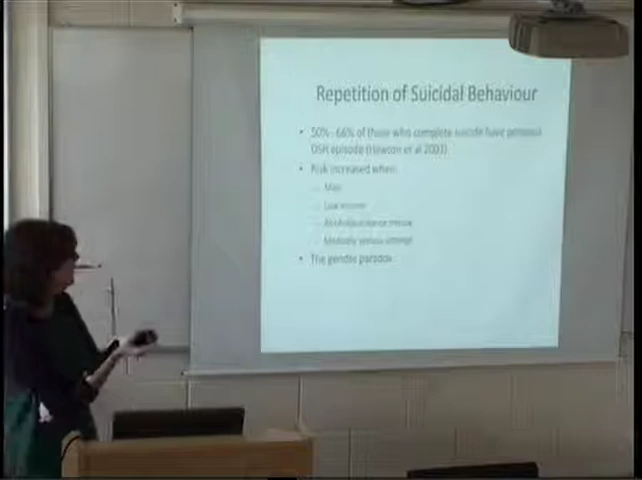 Repetition of Suicidal Behaviour
• 50% - 66% of those who complete suicide have previous
DSH episode (Hawton et al 2003)
• Risk increased when:
– Male
– Low income
– Alcohol/substance misuse
– Medically serious attempt
• The gender paradox